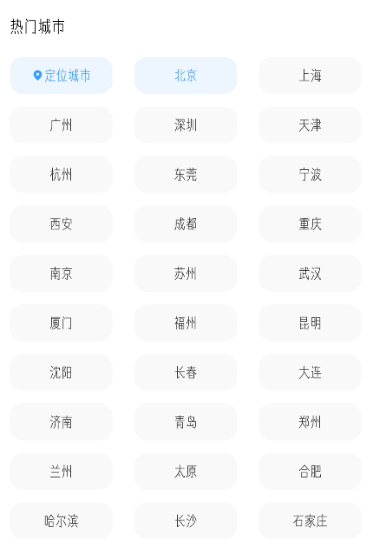 热门城市
定位城市 北京 上海
广州 深圳 天津
杭州 东莞 宁波
西安 成都 重庆
南京 苏州 武汉
厦门 福州 昆明
沈阳 长春 大连
济南 青岛 郑州
兰州 太原 合肥
哈尔滨 长沙 石家庄